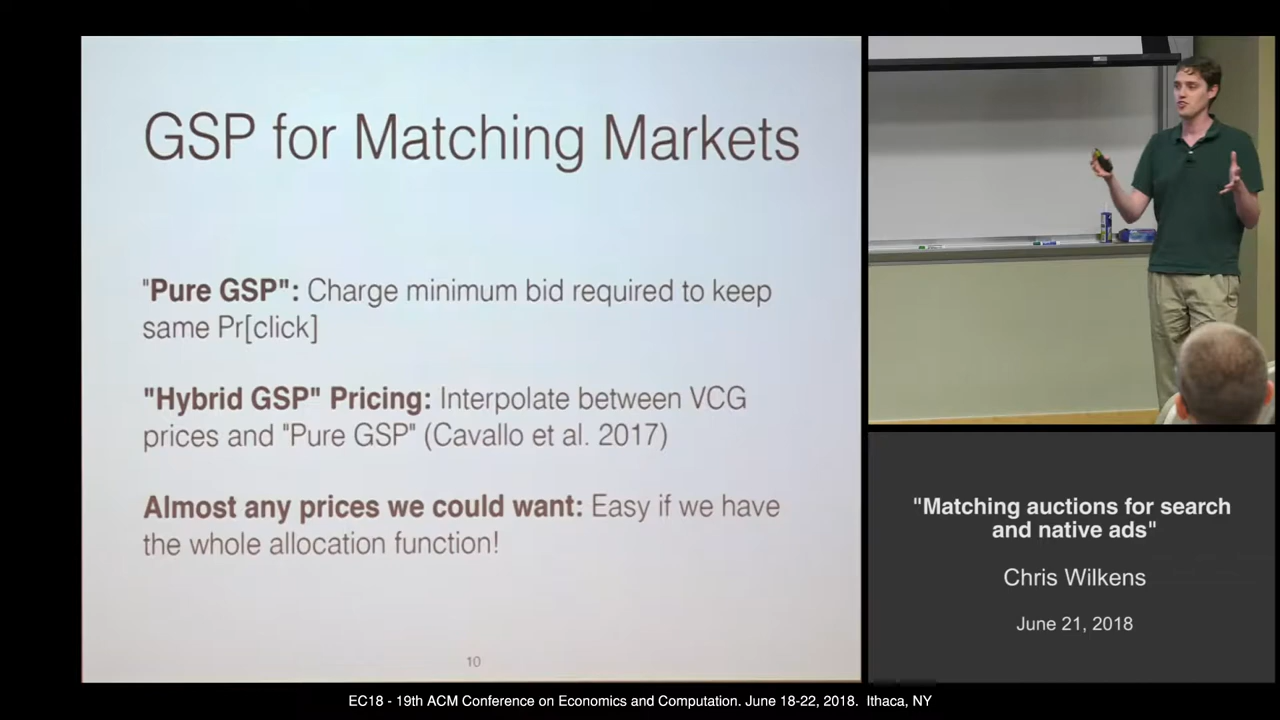 GSP for Matching Markets
"Pure GSP": Charge minimum bid required to keep
same Pr[click]
"Hybrid GSP" Pricing: Interpolate between VCG
prices and "Pure GSP" (Cavallo et al. 2017)
Almost any prices we could want: Easy if we have
the whole allocation function!
10
"Matching auctions for search
and native ads"
Chris Wilkens
June 21, 2018
EC18 - 19th ACM Conference on Economics and Computation. June 18-22, 2018. Ithaca, NY